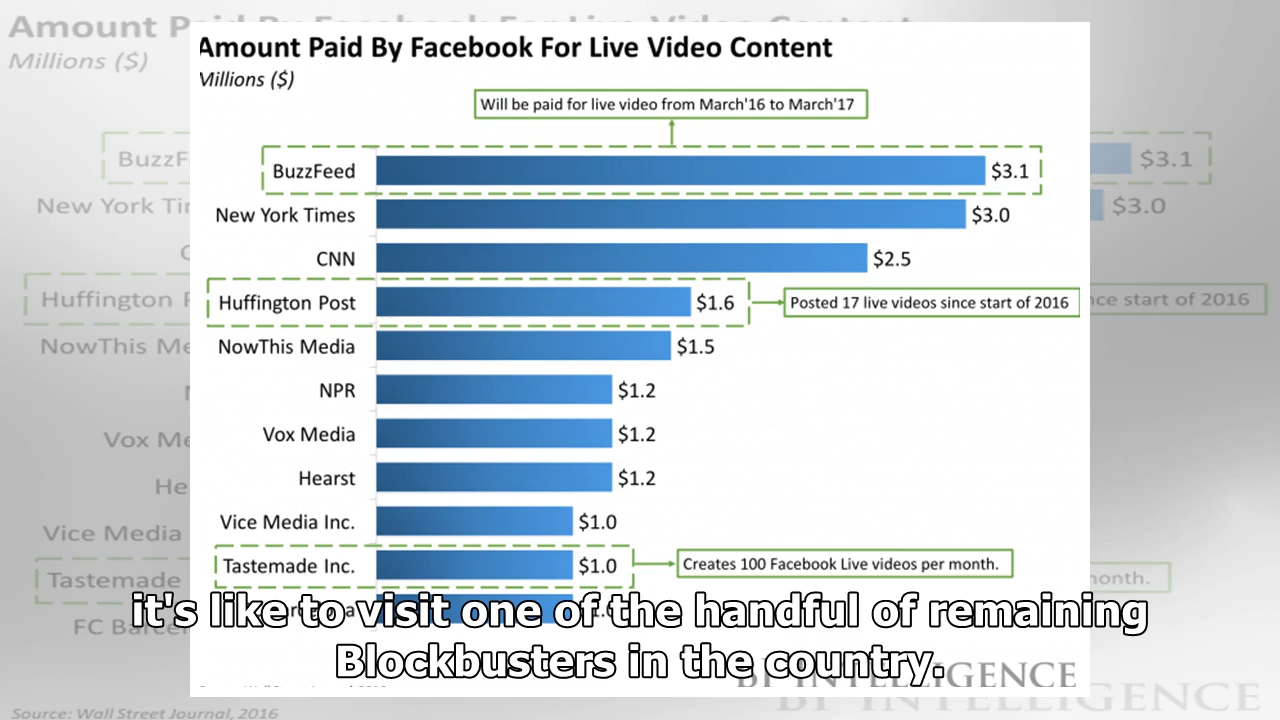 Amount Paid By Facebook For Live Video Content
Millions ($)
Will be paid for live video from March'16 to March'17
BuzzFeed $3.1
New York Times $3.0
CNN $2.5
Huffington Post $1.6 Posted 17 live videos since start of 2016
NowThis Media $1.5
NPR $1.2
Vox Media $1.2
Hearst $1.2
Vice Media Inc. $1.0
Tastemade Inc. $1.0 Creates 100 Facebook Live videos per month.
it's like to visit one of the handful of remaining
Blockbusters in the country.
BI INTELLIGENCE
Source: Wall Street Journal, 2016